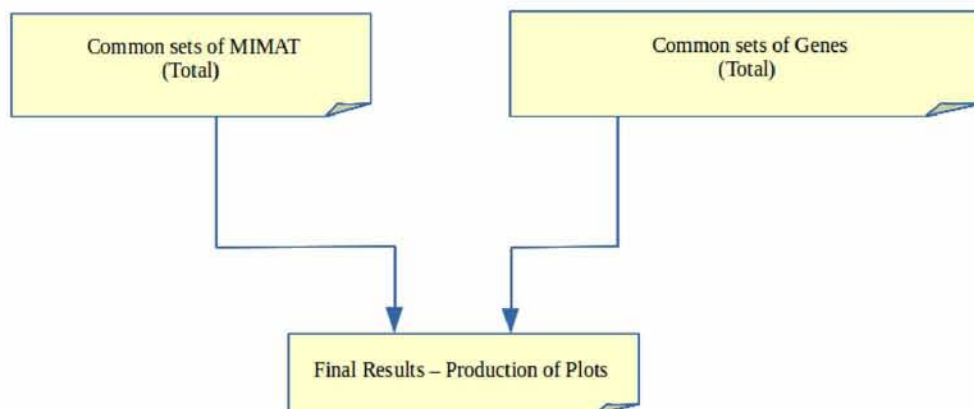 Common sets of MIMAT
(Total)
Common sets of Genes
(Total)
Final Results – Production of Plots